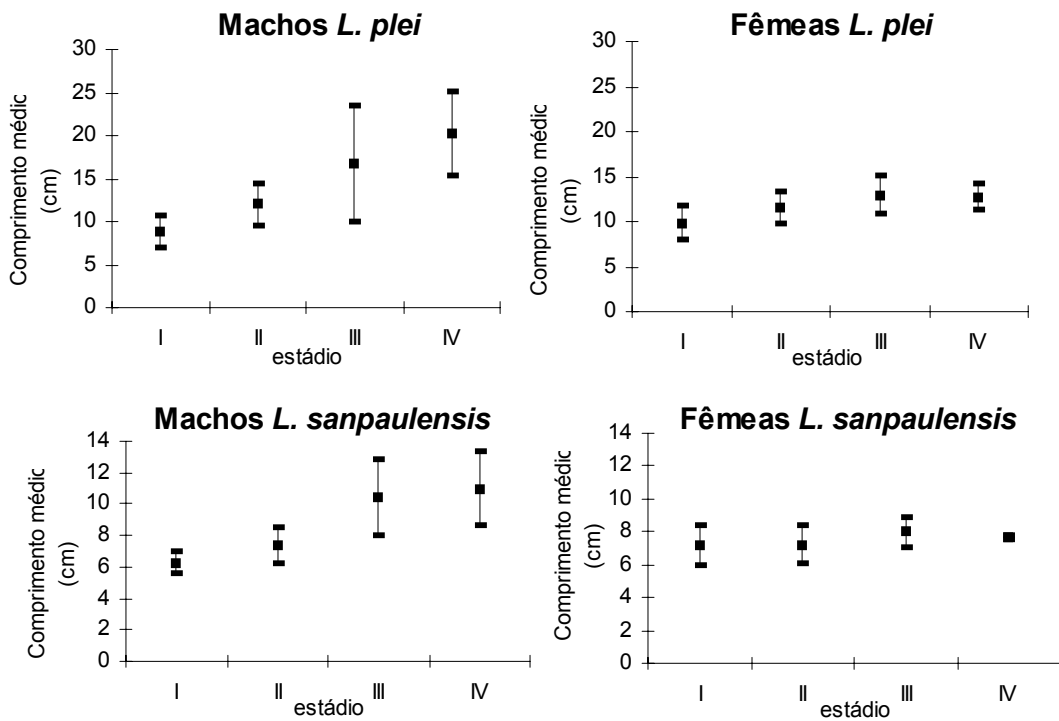 Machos L. plei
Comprimento médic
(cm)
30
25
20
15
10
5
0
I II III IV
estádio
Fêmeas L. plei
Comprimento médic
(cm)
30
25
20
15
10
5
0
I II III IV
estádio
Machos L. sanpaulensis
Comprimento médic
(cm)
14
12
10
8
6
4
2
0
I II III IV
estádio
Fêmeas L. sanpaulensis
Comprimento médic
(cm)
14
12
10
8
6
4
2
0
I II III IV
estádio